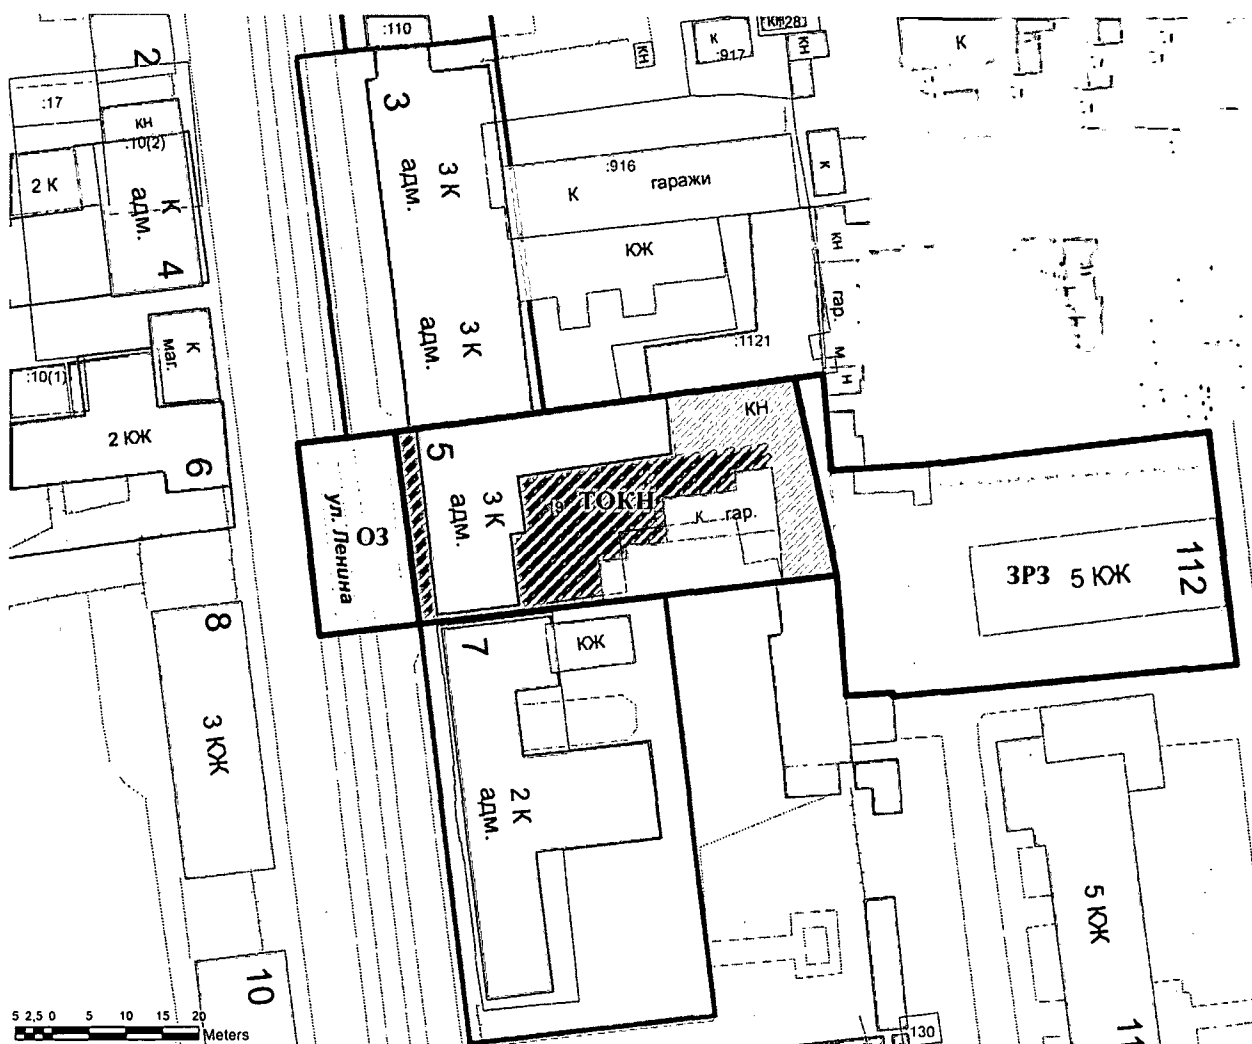 :110
К
:917
КН
28
КН
К
2
:17
КН
:10(2)
3
КН
2 К
К
адм.
4
3 К
адм.
:916
К
гаражи
К
КЖ
КН
гар.
3 К
адм.
К
маг.
:1121
М
Н
:10(1)
2 КЖ
6
5
КН
3 К
адм.
ТОКН
К гар.
ул. Ленина
ОЗ
ЗРЗ
5 КЖ
112
8
7
КЖ
3 КЖ
2 К
адм.
5 КЖ
10
5 2,5 0 5 10 15 20
Meters
130
11